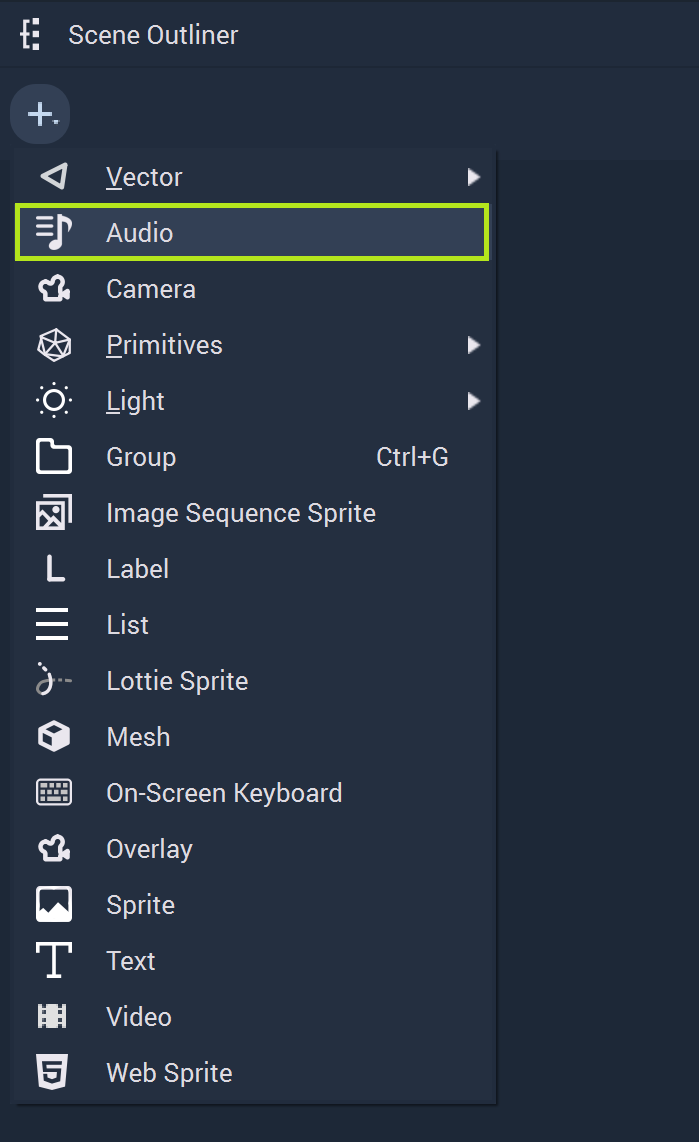 Scene Outliner
Vector
Audio
Camera
Primitives
Light
Group Ctrl+G
Image Sequence Sprite
Label
List
Lottie Sprite
Mesh
On-Screen Keyboard
Overlay
Sprite
Text
Video
Web Sprite